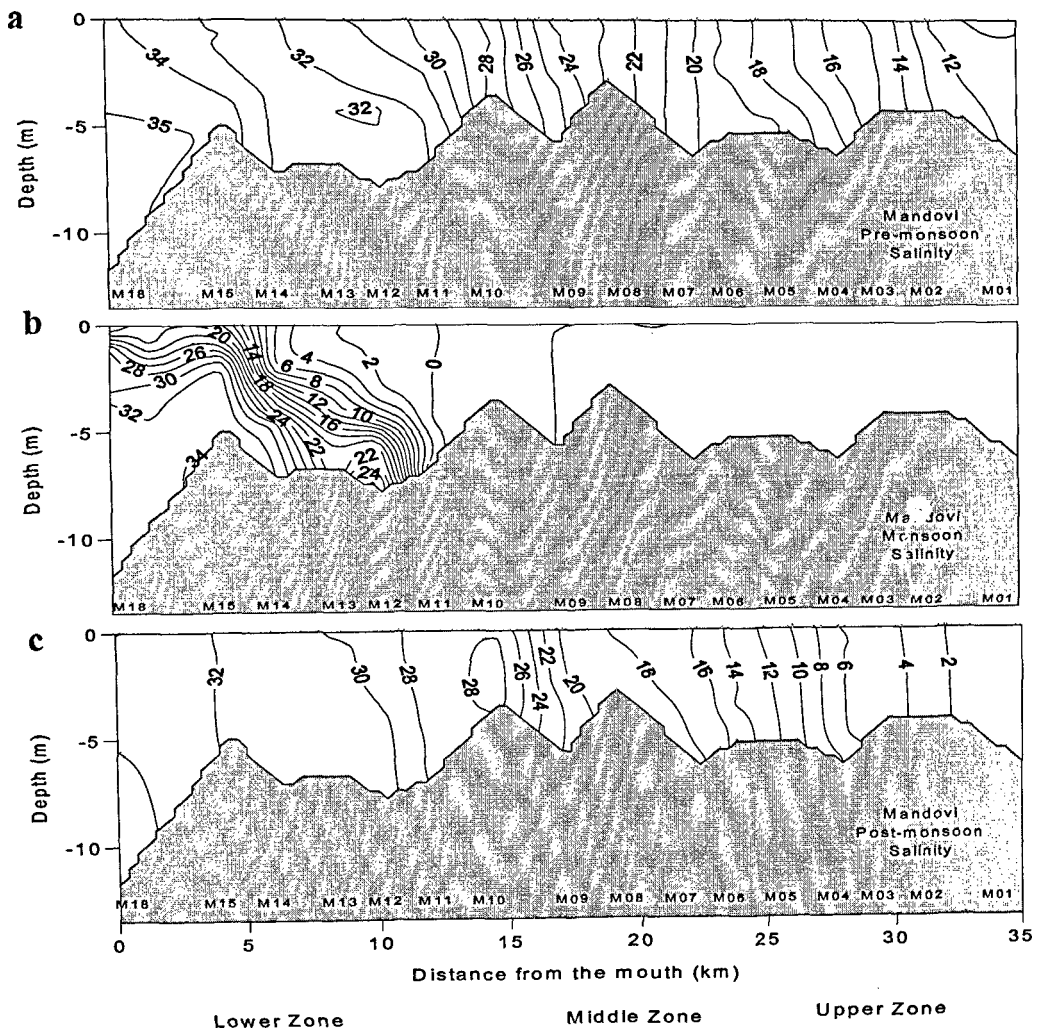 a
0
-5
-10
Depth (m)
34
32
30
28
26
24
22
20
18
16
14
12
35
32
Mandovi
Pre-monsoon
Salinity
M18 M15 M14 M13 M12 M11 M10 M09 M08 M07 M06 M05 M04 M03 M02 M01
b
0
-5
-10
Depth (m)
20
14
4
2
0
26
6
28
18
8
30
12
10
32
24
16
22
22
34
24
Mandovi
Monsoon
Salinity
M18 M15 M14 M13 M12 M11 M10 M09 M08 M07 M06 M05 M04 M03 M02 M01
c
0
-5
-10
Depth (m)
32
30
28
28
26
24
22
20
18
16
14
12
10
8
6
4
2
Mandovi
Post-monsoon
Salinity
M18 M15 M14 M13 M12 M11 M10 M09 M08 M07 M06 M05 M04 M03 M02 M01
0 5 10 15 20 25 30 35
Distance from the mouth (km)
Lower Zone Middle Zone Upper Zone